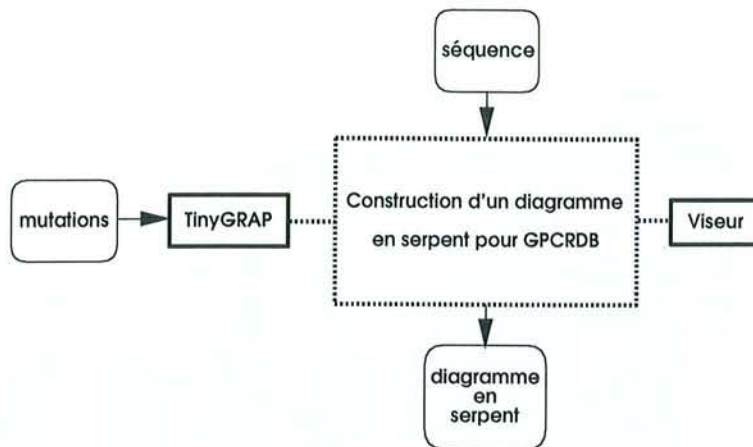 séquence
mutations
TinyGRAP
Construction d'un diagramme
en serpent pour GPCRDB
Viseur
diagramme
en
serpent